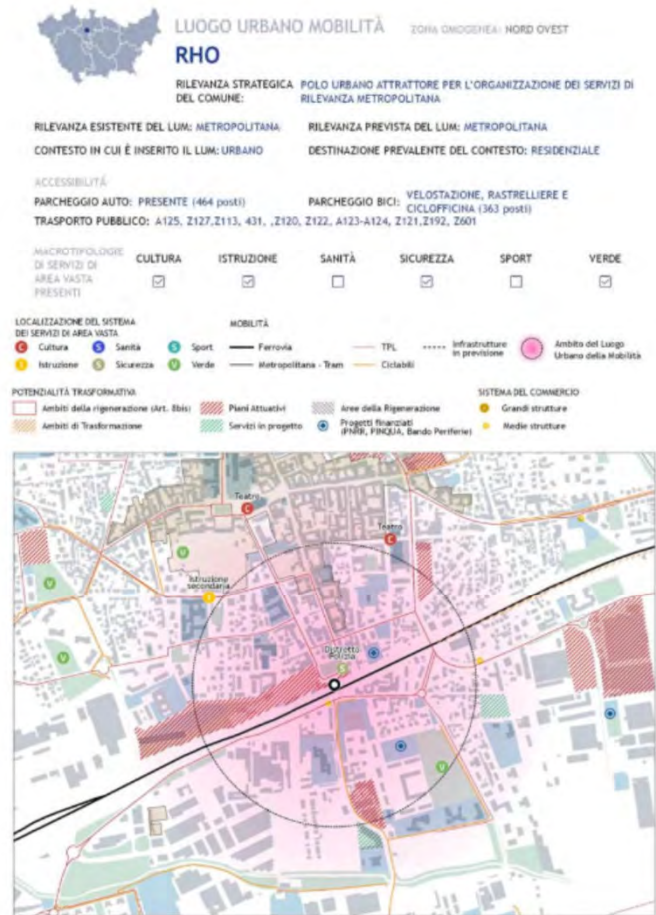 LUOGO URBANO MOBILITÀ ZONA OMOGENEA: NORD OVEST
RHO
RILEVANZA STRATEGICA DEL COMUNE: POLO URBANO ATTRATTORE PER L'ORGANIZZAZIONE DEI SERVIZI DI RILEVANZA METROPOLITANA
RILEVANZA ESISTENTE DEL LUM: METROPOLITANA RILEVANZA PREVISTA DEL LUM: METROPOLITANA
CONTESTO IN CUI È INSERITO IL LUM: URBANO DESTINAZIONE PREVALENTE DEL CONTESTO: RESIDENZIALE
ACCESSIBILITÀ
PARCHEGGIO AUTO: PRESENTE (464 posti) PARCHEGGIO BICI: VELOSTAZIONE, RASTRELLIERE E CICLOFFICINA (363 posti)
TRASPORTO PUBBLICO: A125, Z127,Z113, 431, ,Z120, Z122, A123-A124, Z121,Z192, Z601
MACROTIPOLOGIE DI SERVIZI DI AREA VASTA PRESENTI
CULTURA ISTRUZIONE SANITÀ SICUREZZA SPORT VERDE
LOCALIZZAZIONE DEL SISTEMA DEI SERVIZI DI AREA VASTA
C Cultura S Sanità S Sport
I Istruzione S Sicurezza V Verde
MOBILITÀ
Ferrovia TPL Infrastrutture in previsione Ambito del Luogo Urbano della Mobilità
Metropolitana - Tram Ciclabili
POTENZIALITÀ TRASFORMATIVA
Ambiti della rigenerazione (Art. 8bis) Piani Attuativi Aree della Rigenerazione
Ambiti di Trasformazione Servizi in progetto Progetti finanziati (PNRR, PINQUA, Bando Periferie)
SISTEMA DEL COMMERCIO
Grandi strutture
Medie strutture
Teatro
C
Teatro
C
V
Istruzione secondaria
I
V
V
Distretto Polizia
S
V